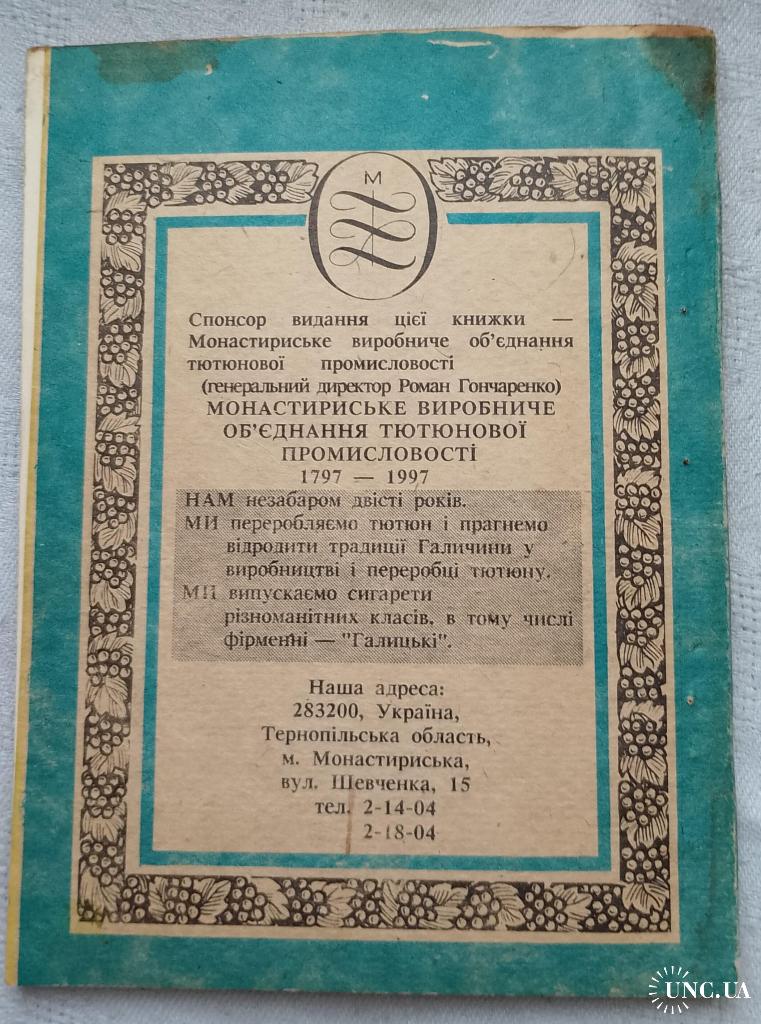 М
Спонсор видання цієї книжки —
Монастириське виробниче об'єднання
тютюнової промисловості
(генеральний директор Роман Гончаренко)
МОНАСТИРИСЬКЕ ВИРОБНИЧЕ
ОБ'ЄДНАННЯ ТЮТЮНОВОЇ
ПРОМИСЛОВОСТІ
1797 — 1997
НАМ незабаром двісті років.
МИ переробляємо тютюн і прагнемо
відродити традиції Галичини у
виробництві і переробці тютюну.
МИ випускаємо сигарети
різноманітних класів, в тому числі
фірменні — "Галицькі".
Наша адреса:
283200, Україна,
Тернопільська область,
м. Монастириська,
вул. Шевченка, 15
тел. 2-14-04
2-18-04
UNC.UA